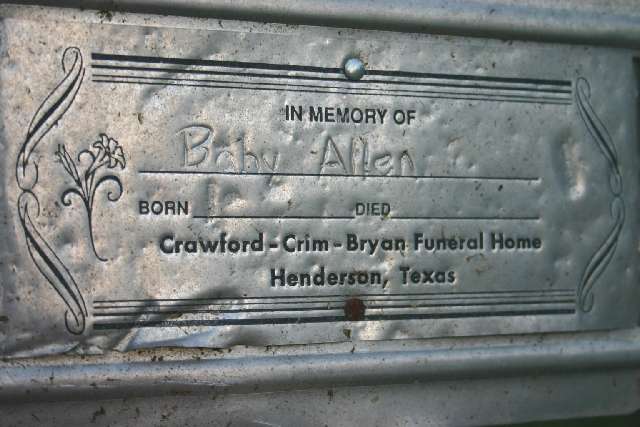 IN MEMORY OF
Baby Allen
BORN DIED
Crawford-Crim-Bryan Funeral Home
Henderson, Texas